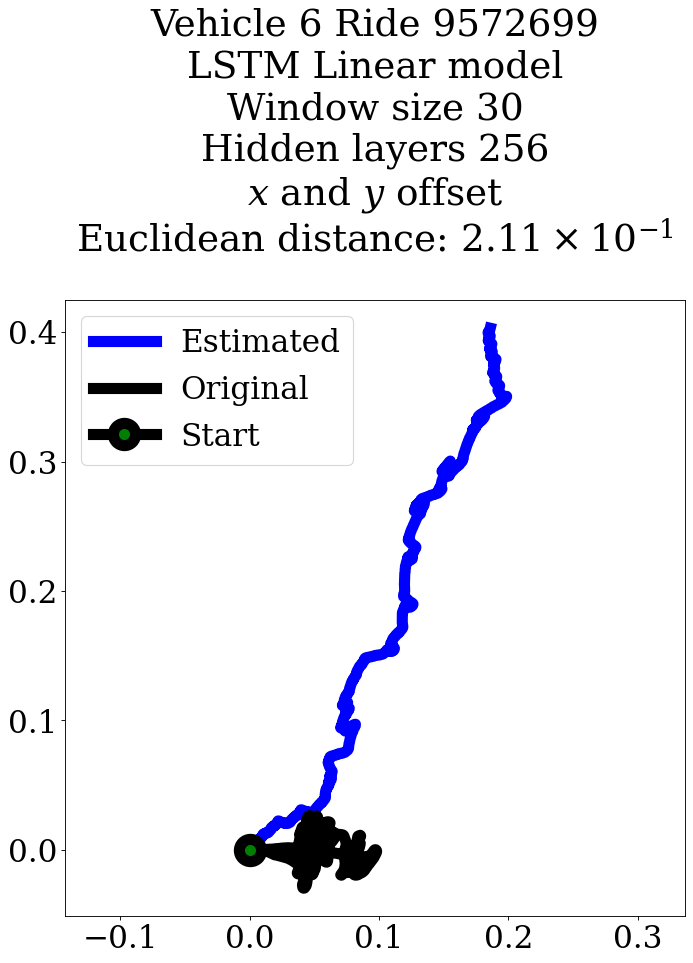 Vehicle 6 Ride 9572699
LSTM Linear model
Window size 30
Hidden layers 256
x and y offset
Euclidean distance: 2.11 × 10⁻¹
Estimated
Original
Start
0.4
0.3
0.2
0.1
0.0
−0.1 0.0 0.1 0.2 0.3